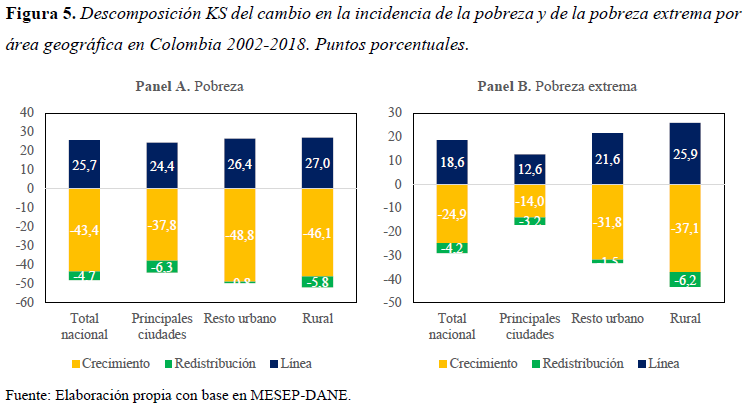 Figura 5. Descomposición KS del cambio en la incidencia de la pobreza y de la pobreza extrema por
área geográfica en Colombia 2002-2018. Puntos porcentuales.
Panel A. Pobreza
40
30
20
10
0
-10
-20
-30
-40
-50
-60
25,7
24,4
26,4
27,0
-43,4
-37,8
-48,8
-46,1
-4,7
-6,3
-0,8
-5,8
Total nacional
Principales ciudades
Resto urbano
Rural
Crecimiento
Redistribución
Línea
Panel B. Pobreza extrema
30
20
10
0
-10
-20
-30
-40
-50
18,6
12,6
21,6
25,9
-24,9
-14,0
-31,8
-37,1
-4,2
-3,2
-1,5
-6,2
Total nacional
Principales ciudades
Resto urbano
Rural
Crecimiento
Redistribución
Línea
Fuente: Elaboración propia con base en MESEP-DANE.